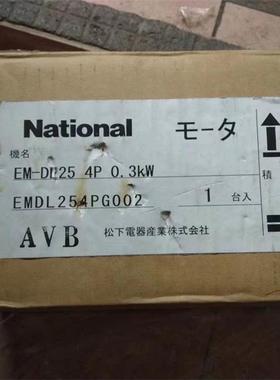 National モータ
機名
EM-DL25 4P 0.3kW
積
EMDL254PG002 1台入
AVB 松下電器産業株式会社